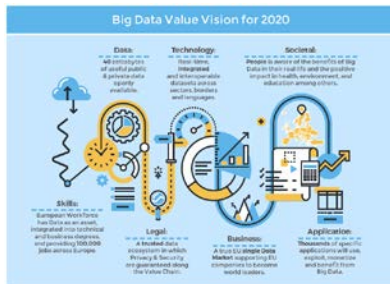 Big Data Value Vision for 2020
Data:
40 zettabytes
of useful public
& private data
openly
available.
Technology:
Real-time,
integrated and
interoperable
datasets across
sectors, borders
and languages.
Societal:
People is aware of the benefits of Big
Data in their real life and the positive
impact in health, environment, and
education among others.
Skills:
European Workforce
has Data as an asset,
integrated into technical
and business degrees,
and providing 100,000
jobs across Europe.
Legal:
A trusted data
ecosystem in which
Privacy & Security
are guaranteed along
the Value Chain.
Business:
A true EU single Data
Market supporting EU
companies to become
world leaders.
Application:
Thousands of specific
applications will use,
exploit, monetize
and benefit from
Big Data.